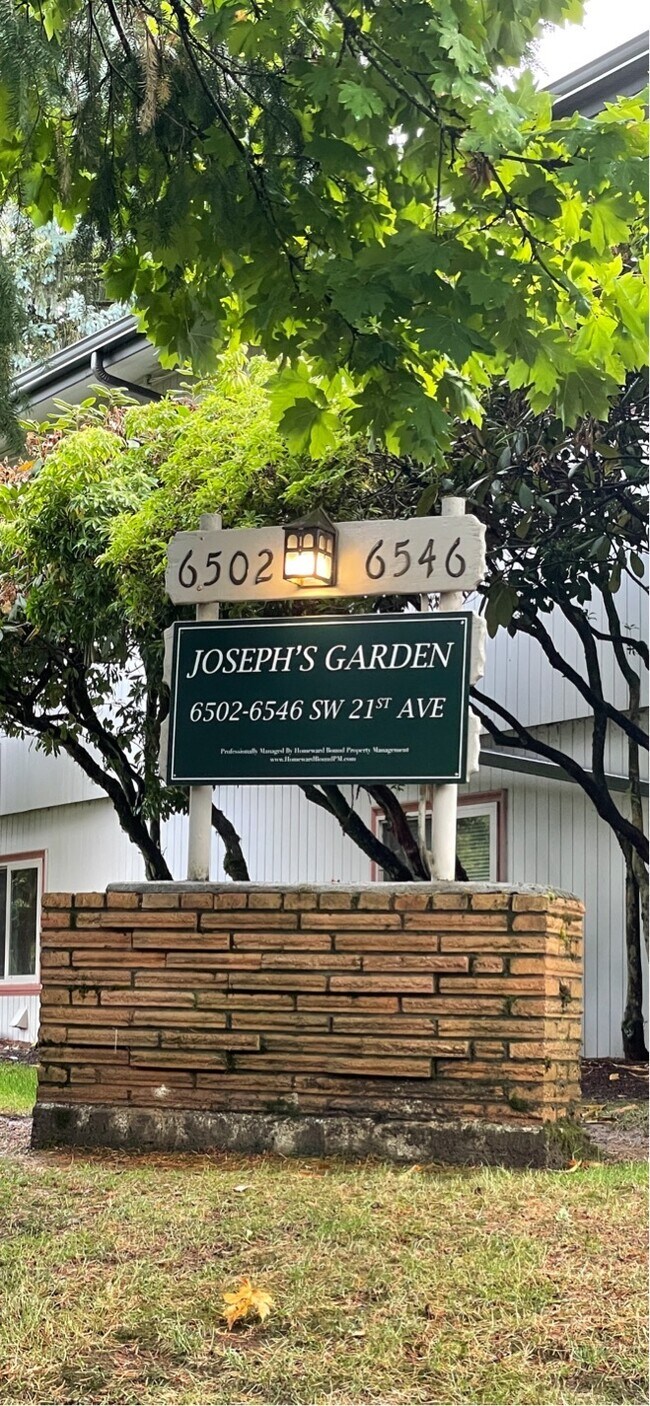 6502 6546
JOSEPH'S GARDEN
6502-6546 SW 21ST AVE
Professionally Managed By Homeward Bound Property Management
www.HomewardBoundPM.com